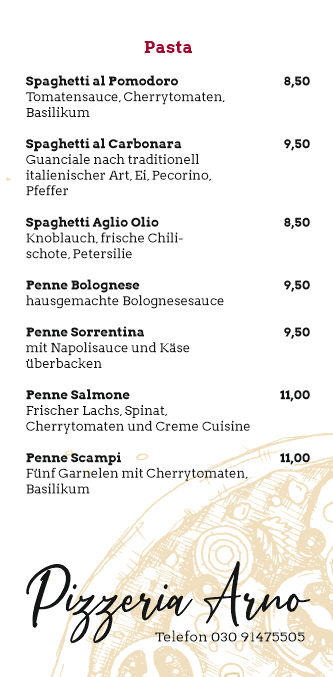 Pasta
Spaghetti al Pomodoro 8,50
Tomatensauce, Cherrytomaten,
Basilikum
Spaghetti al Carbonara 9,50
Guanciale nach traditionell
italienischer Art, Ei, Pecorino,
Pfeffer
Spaghetti Aglio Olio 8,50
Knoblauch, frische Chili-
schote, Petersilie
Penne Bolognese 9,50
hausgemachte Bolognesesauce
Penne Sorrentina 9,50
mit Napolisauce und Käse
überbacken
Penne Salmone 11,00
Frischer Lachs, Spinat,
Cherrytomaten und Creme Cuisine
Penne Scampi 11,00
Fünf Garnelen mit Cherrytomaten,
Basilikum
Pizzeria Arno
Telefon 030 91475505